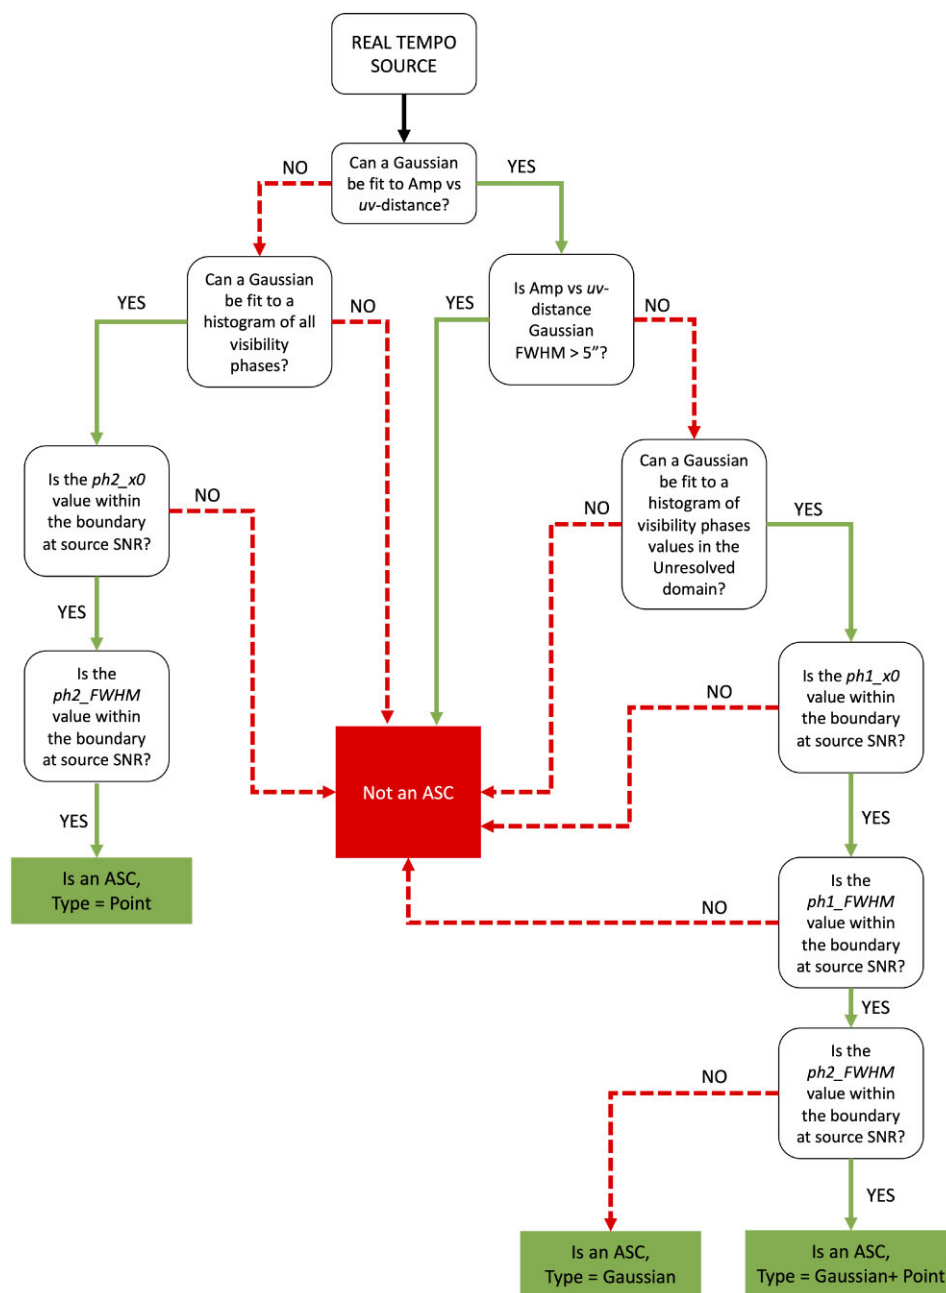 REAL TEMPO
SOURCE
Can a Gaussian
be fit to Amp vs
uv-distance?
NO
YES
Can a Gaussian
be fit to a
histogram of all
visibility
phases?
YES
NO
Is Amp vs uv-
distance
Gaussian
FWHM > 5”?
YES
NO
Is the ph2_x0
value within
the boundary
at source SNR?
NO
YES
Can a Gaussian
be fit to a
histogram of
visibility phases
values in the
Unresolved
domain?
NO
YES
Is the
ph2_FWHM
value within
the boundary
at source SNR?
YES
Is the ph1_x0
value within
the boundary
at source SNR?
NO
YES
Not an ASC
Is an ASC,
Type = Point
Is the
ph1_FWHM
value within
the boundary
at source SNR?
NO
YES
Is the
ph2_FWHM
value within
the boundary
at source SNR?
NO
YES
Is an ASC,
Type = Gaussian
Is an ASC,
Type = Gaussian+ Point